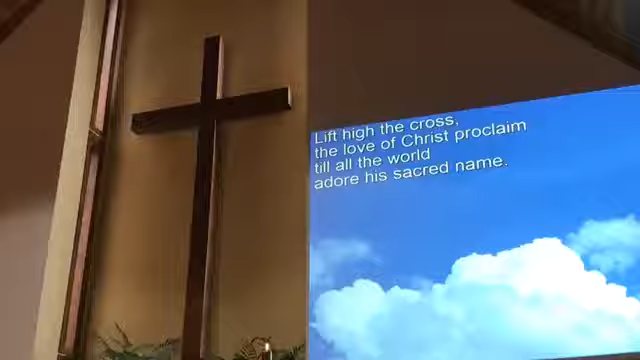 Lift high the cross,
the love of Christ proclaim
till all the world
adore his sacred name.